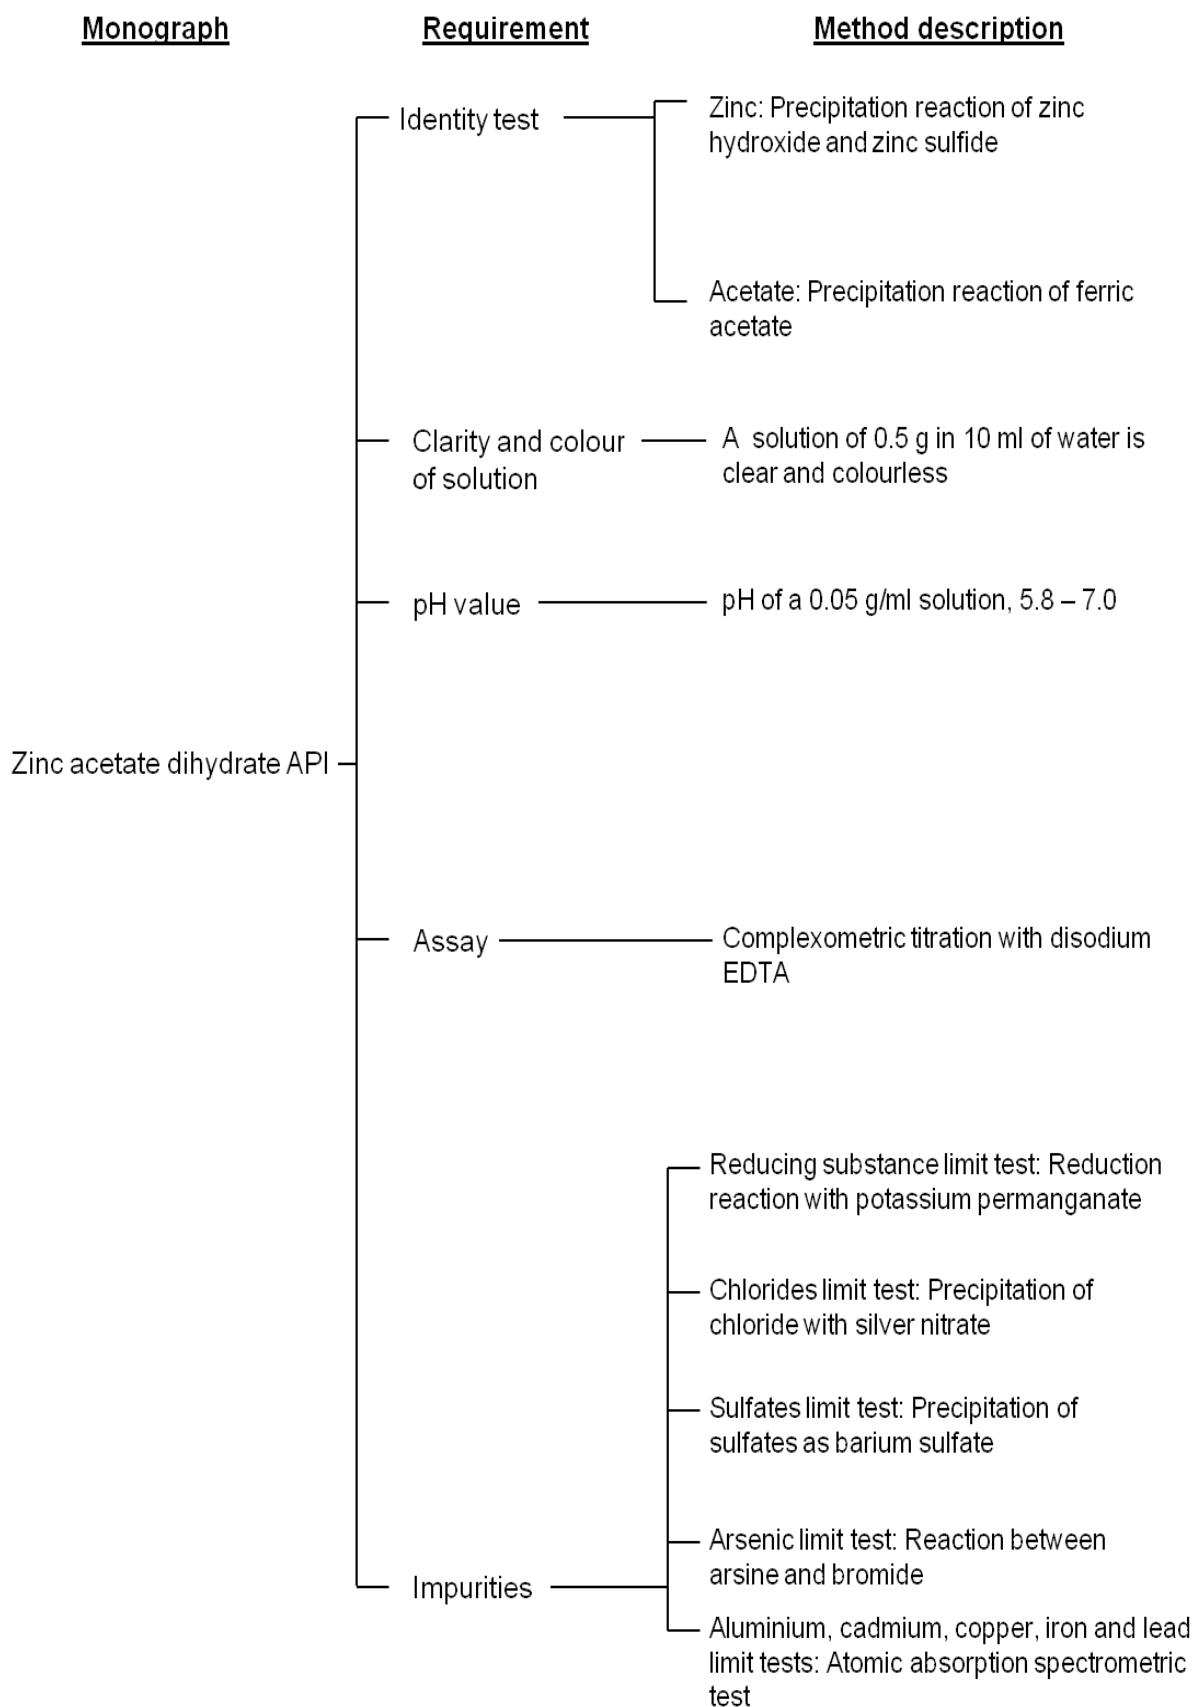 Monograph
Requirement
Method description
Identity test
Zinc: Precipitation reaction of zinc
hydroxide and zinc sulfide
Acetate: Precipitation reaction of ferric
acetate
Clarity and colour
of solution
A solution of 0.5 g in 10 ml of water is
clear and colourless
pH value
pH of a 0.05 g/ml solution, 5.8 – 7.0
Zinc acetate dihydrate API
Assay
Complexometric titration with disodium
EDTA
Reducing substance limit test: Reduction
reaction with potassium permanganate
Chlorides limit test: Precipitation of
chloride with silver nitrate
Sulfates limit test: Precipitation of
sulfates as barium sulfate
Arsenic limit test: Reaction between
arsine and bromide
Impurities
Aluminium, cadmium, copper, iron and lead
limit tests: Atomic absorption spectrometric
test